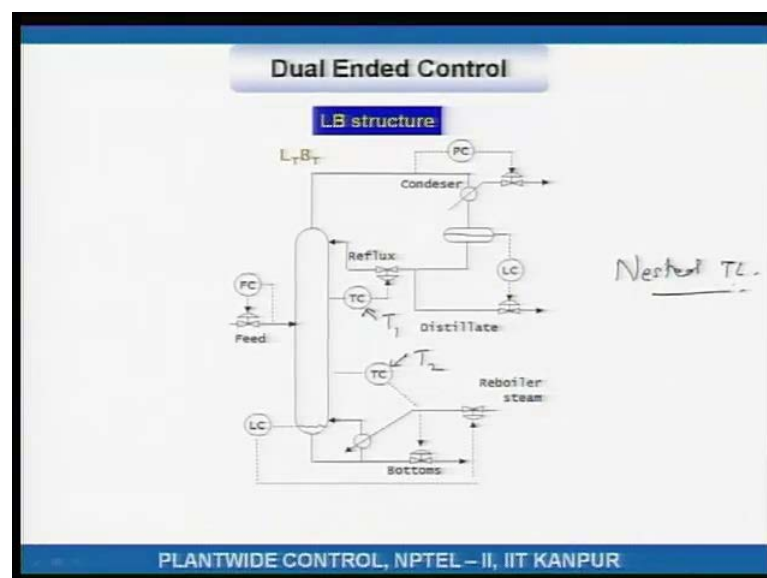 Dual Ended Control
LB structure
LTBT
PC
Condeser
Reflux
LC
Nested TC.
FC
TC
T1
Distillate
Feed
T2
TC
Reboiler
steam
LC
Bottoms
PLANTWIDE CONTROL, NPTEL – II, IIT KANPUR